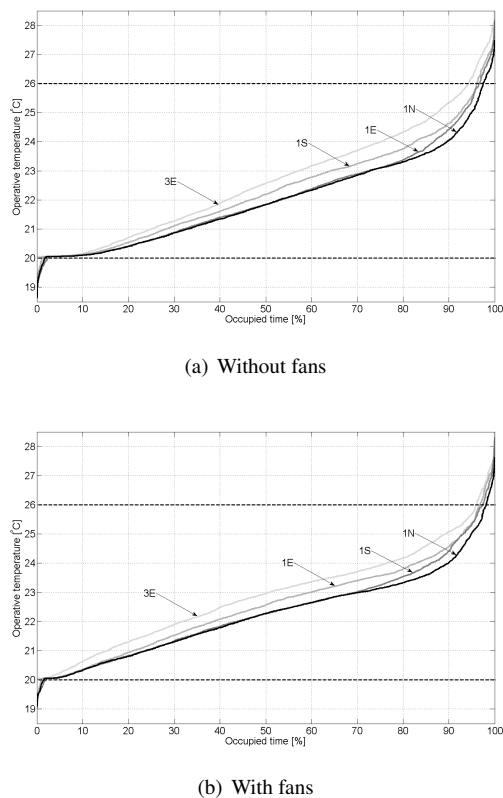 28
27
26
25
24
23
22
21
20
19
Operative temperature [°C]
3E
1S
1E
1N
0 10 20 30 40 50 60 70 80 90 100
Occupied time [%]
(a) Without fans
28
27
26
25
24
23
22
21
20
19
Operative temperature [°C]
3E
1E
1S
1N
0 10 20 30 40 50 60 70 80 90 100
Occupied time [%]
(b) With fans